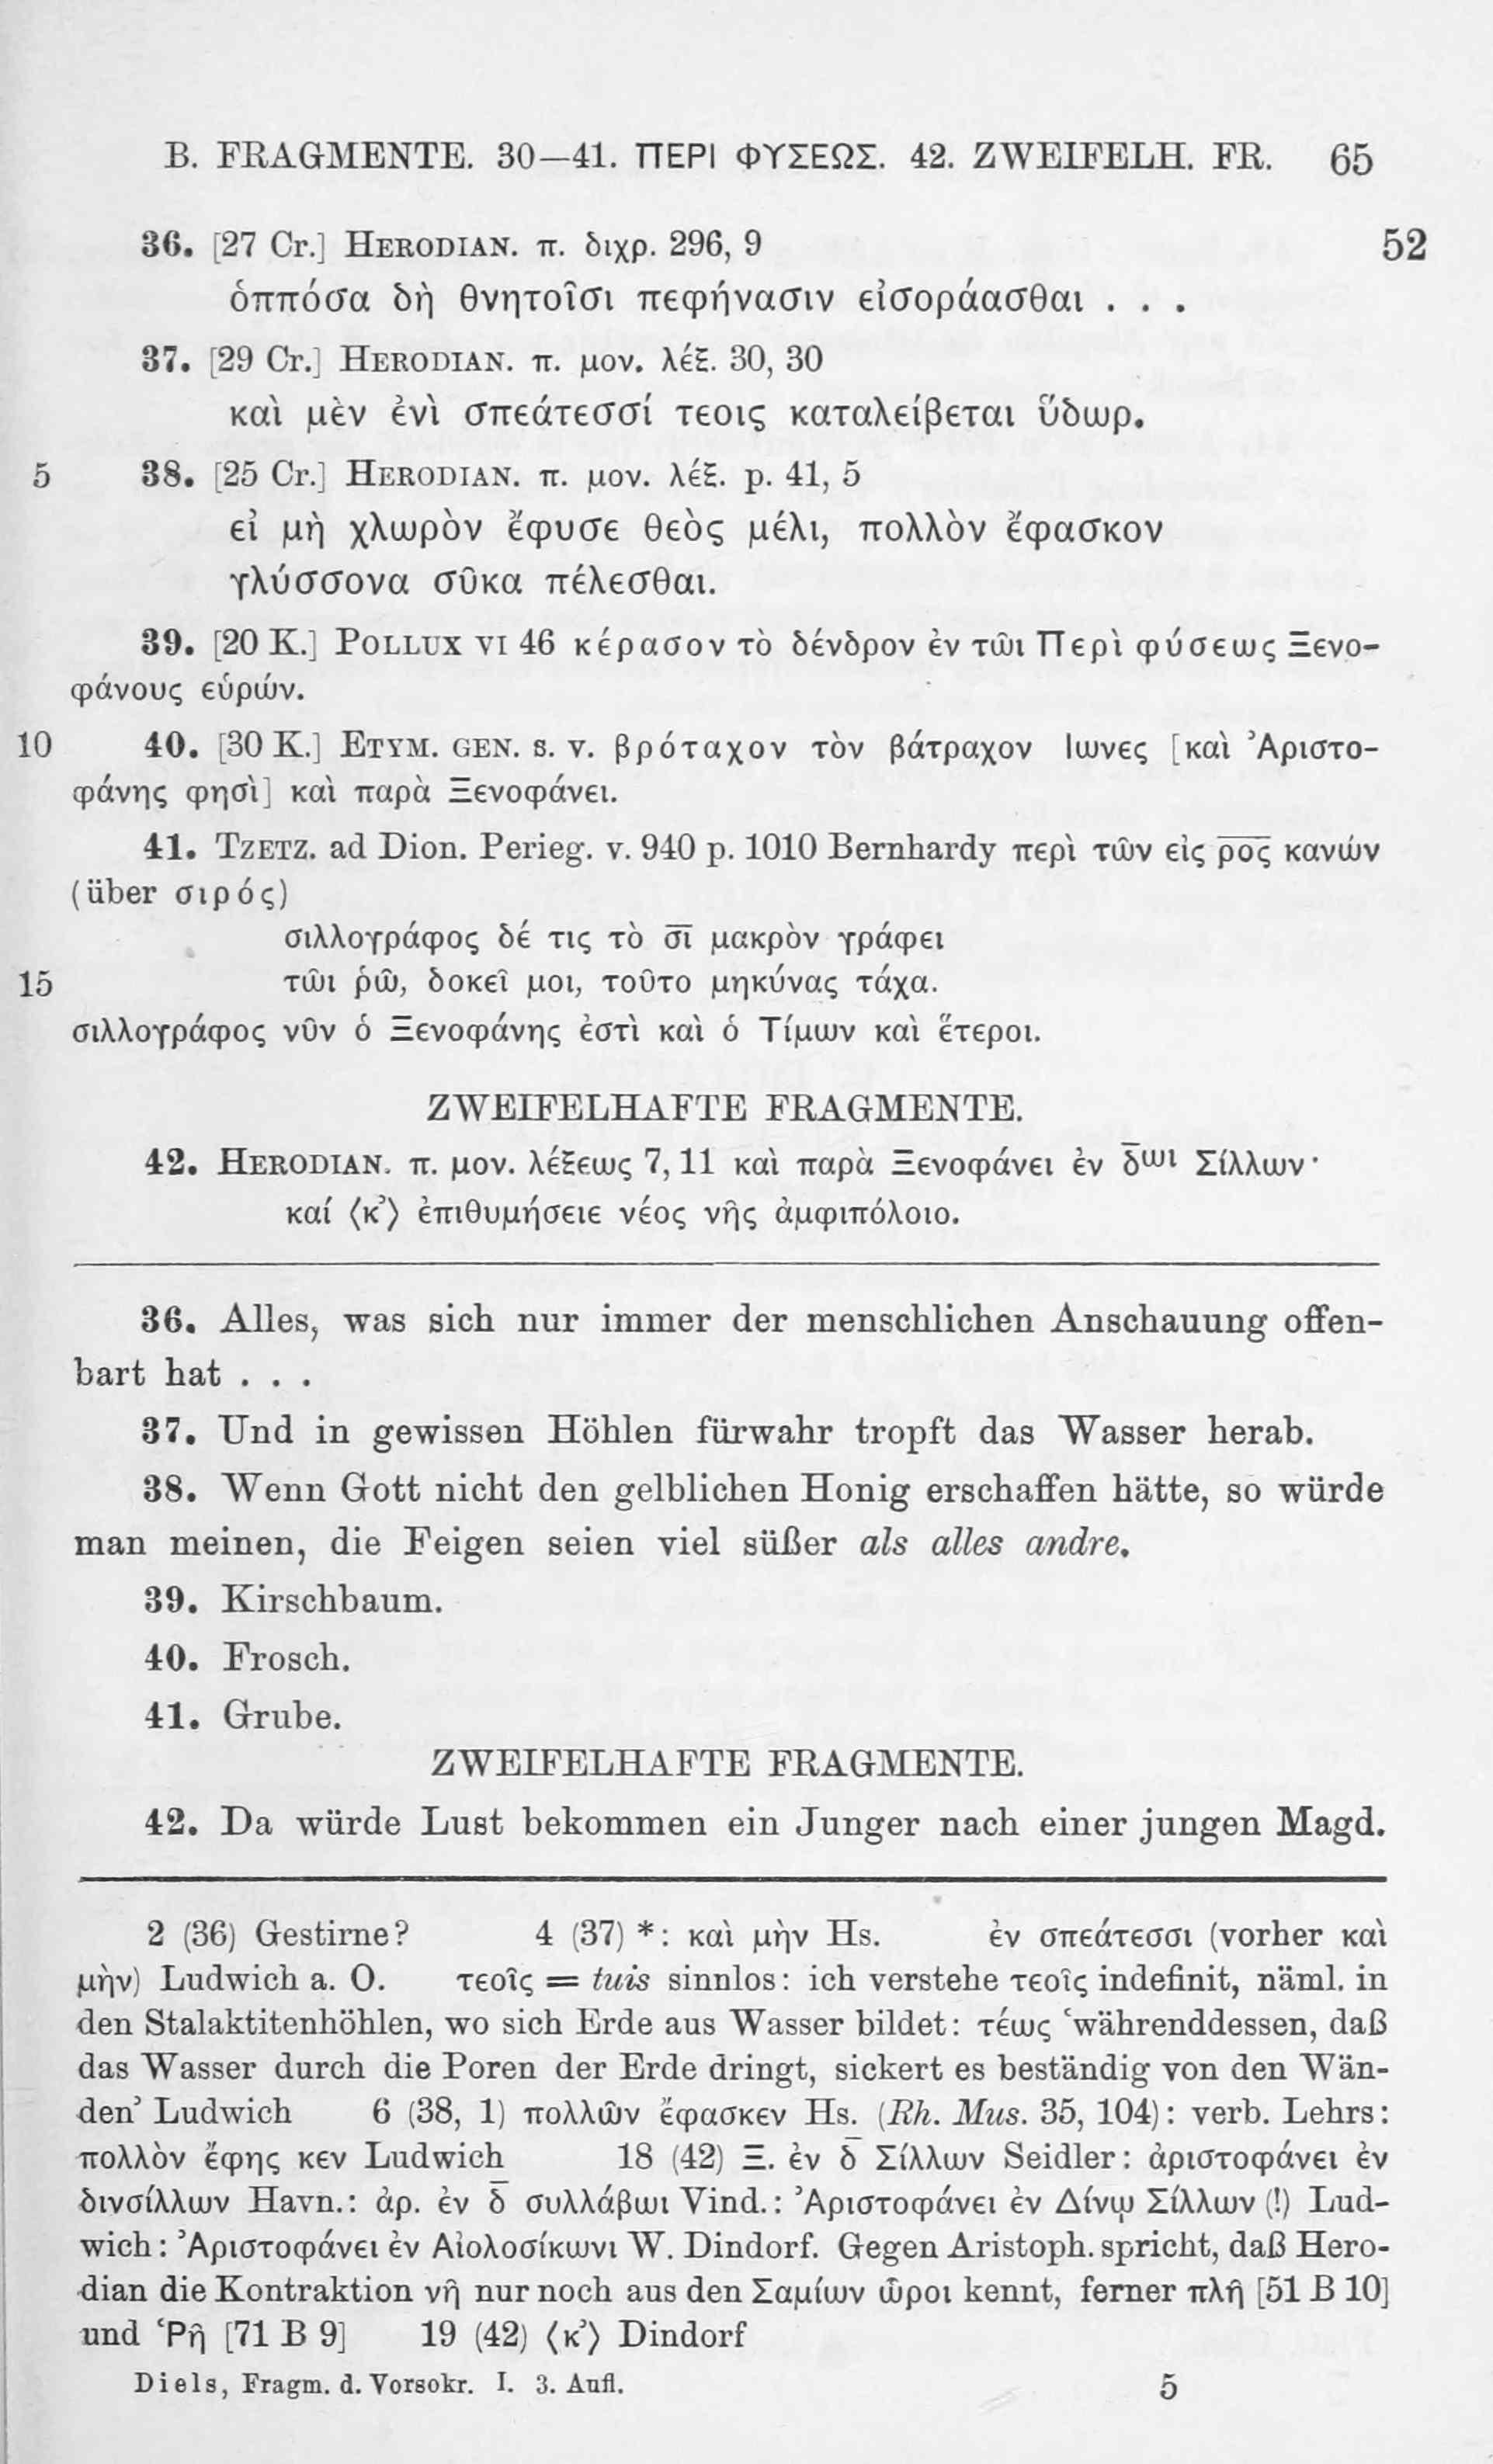 B. FRAGMENTE. 30—41. ΠΕΡΙ ΦΥΣΕΩΣ. 42. ZWEIFELH. FR. 65
36. [27 Cr.] HERODIAN. π. διχρ. 296, 9 52
ὁππόσα δὴ θνητοῖσι πεφήνασιν εἰσοράασθαι . . .
37. [29 Cr.] HERODIAN. π. μον. λέξ. 30, 30
καὶ μὲν ἐνὶ σπεάτεσσί τεοις καταλείβεται ὕδωρ.
5 38. [25 Cr.] HERODIAN. π. μον. λέξ. p. 41, 5
εἰ μὴ χλωρὸν ἔφυσε θεὸς μέλι, πολλὸν ἔφασκον
γλύσσονα σῦκα πέλεσθαι.
39. [20 K.] POLLUX VI 46 κέρασον τὸ δένδρον ἐν τῶι Περὶ φύσεως Ξενο-
φάνους εὑρών.
10 40. [30 K.] ETYM. GEN. s. v. βρόταχον τὸν βάτραχον Ιωνες [καὶ Ἀριστο-
φάνης φησὶ] καὶ παρὰ Ξενοφάνει.
41. TZETZ. ad Dion. Perieg. v. 940 p. 1010 Bernhardy περὶ τῶν εἰς ρος κανών
(über σιρός)
σιλλογράφος δέ τις τὸ σῑ μακρὸν γράφει
15 τῶι ῥῶ, δοκεῖ μοι, τοῦτο μηκύνας τάχα.
σιλλογράφος νῦν ὁ Ξενοφάνης ἐστὶ καὶ ὁ Τίμων καὶ ἕτεροι.
ZWEIFELHAFTE FRAGMENTE.
42. HERODIAN. π. μον. λέξεως 7, 11 καὶ παρὰ Ξενοφάνει ἐν δ̄ωι Σίλλων·
καί ⟨κ’⟩ ἐπιθυμήσειε νέος νῆς ἀμφιπόλοιο.
36. Alles, was sich nur immer der menschlichen Anschauung offen-
bart hat . . .
37. Und in gewissen Höhlen fürwahr tropft das Wasser herab.
38. Wenn Gott nicht den gelblichen Honig erschaffen hätte, so würde
man meinen, die Feigen seien viel süßer als alles andre.
39. Kirschbaum.
40. Frosch.
41. Grube.
ZWEIFELHAFTE FRAGMENTE.
42. Da würde Lust bekommen ein Junger nach einer jungen Magd.
2 (36) Gestirne? 4 (37) *: καὶ μὴν Hs. ἐν σπεάτεσσι (vorher καὶ
μὴν) Ludwich a. O. τεοῖς = tuis sinnlos: ich verstehe τεοῖς indefinit, näml. in
den Stalaktitenhöhlen, wo sich Erde aus Wasser bildet: τέως ‘währenddessen, daß
das Wasser durch die Poren der Erde dringt, sickert es beständig von den Wän-
den’ Ludwich 6 (38, 1) πολλῶν ἔφασκεν Hs. (Rh. Mus. 35, 104): verb. Lehrs:
πολλὸν ἔφης κεν Ludwich 18 (42) Ξ. ἐν δ̄ Σίλλων Seidler: ἀριστοφάνει ἐν
δινσίλλων Havn.: ἀρ. ἐν δ̄ συλλάβωι Vind.: Ἀριστοφάνει ἐν Δίνῳ Σίλλων (!) Lud-
wich: Ἀριστοφάνει ἐν Αἰολοσίκωνι W. Dindorf. Gegen Aristoph. spricht, daß Hero-
dian die Kontraktion νῆ nur noch aus den Σαμίων ὧροι kennt, ferner πλῆ [51 B 10]
und Ῥῆ [71 B 9] 19 (42) ⟨κ’⟩ Dindorf
Diels, Fragm. d. Vorsokr. I. 3. Aufl. 5